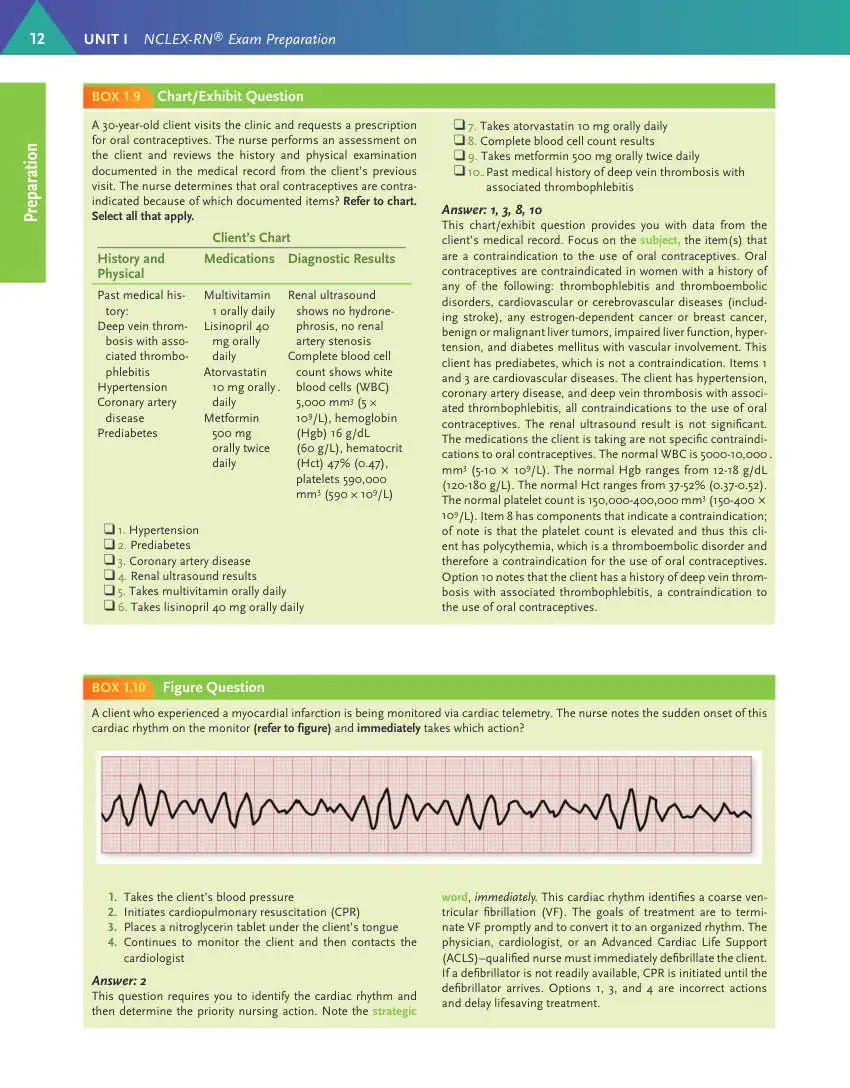 12
UNIT I NCLEX-RN® Exam Preparation
Preparation
BOX 1.9 Chart/Exhibit Question
A 30-year-old client visits the clinic and requests a prescription
for oral contraceptives. The nurse performs an assessment on
the client and reviews the history and physical examination
documented in the medical record from the client's previous
visit. The nurse determines that oral contraceptives are contra-
indicated because of which documented items? Refer to chart.
Select all that apply.
Client's Chart
History and
Physical
Medications
Diagnostic Results
Past medical his-
tory:
Deep vein throm-
bosis with asso-
ciated thrombo-
phlebitis
Hypertension
Coronary artery
disease
Prediabetes
Multivitamin
1 orally daily
Lisinopril 40
mg orally
daily
Atorvastatin
10 mg orally .
daily
Metformin
500 mg
orally twice
daily
Renal ultrasound
shows no hydrone-
phrosis, no renal
artery stenosis
Complete blood cell
count shows white
blood cells (WBC)
5,000 mm³ (5 ×
10⁹/L), hemoglobin
(Hgb) 16 g/dL
(60 g/L), hematocrit
(Hct) 47% (0.47),
platelets 590,000
mm³ (590 × 10⁹/L)
❑ 1. Hypertension
❑ 2. Prediabetes
❑ 3. Coronary artery disease
❑ 4. Renal ultrasound results
❑ 5. Takes multivitamin orally daily
❑ 6. Takes lisinopril 40 mg orally daily
❑ 7. Takes atorvastatin 10 mg orally daily
❑ 8. Complete blood cell count results
❑ 9. Takes metformin 500 mg orally twice daily
❑ 10.. Past medical history of deep vein thrombosis with
associated thrombophlebitis
Answer: 1, 3, 8, 10
This chart/exhibit question provides you with data from the
client's medical record. Focus on the subject, the item(s) that
are a contraindication to the use of oral contraceptives. Oral
contraceptives are contraindicated in women with a history of
any of the following: thrombophlebitis and thromboembolic
disorders, cardiovascular or cerebrovascular diseases (includ-
ing stroke), any estrogen-dependent cancer or breast cancer,
benign or malignant liver tumors, impaired liver function, hyper-
tension, and diabetes mellitus with vascular involvement. This
client has prediabetes, which is not a contraindication. Items 1
and 3 are cardiovascular diseases. The client has hypertension,
coronary artery disease, and deep vein thrombosis with associ-
ated thrombophlebitis, all contraindications to the use of oral
contraceptives. The renal ultrasound result is not significant.
The medications the client is taking are not specific contraindi-
cations to oral contraceptives. The normal WBC is 5000-10,000 .
mm³ (5-10 × 10⁹/L). The normal Hgb ranges from 12-18 g/dL
(120-180 g/L). The normal Hct ranges from 37-52% (0.37-0.52).
The normal platelet count is 150,000-400,000 mm³ (150-400 ×
10⁹/L). Item 8 has components that indicate a contraindication;
of note is that the platelet count is elevated and thus this cli-
ent has polycythemia, which is a thromboembolic disorder and
therefore a contraindication for the use of oral contraceptives.
Option 10 notes that the client has a history of deep vein throm-
bosis with associated thrombophlebitis, a contraindication to
the use of oral contraceptives.
BOX 1.10 Figure Question
A client who experienced a myocardial infarction is being monitored via cardiac telemetry. The nurse notes the sudden onset of this
cardiac rhythm on the monitor (refer to figure) and immediately takes which action?
1. Takes the client's blood pressure
2. Initiates cardiopulmonary resuscitation (CPR)
3. Places a nitroglycerin tablet under the client's tongue
4. Continues to monitor the client and then contacts the
cardiologist
Answer: 2
This question requires you to identify the cardiac rhythm and
then determine the priority nursing action. Note the strategic
word, immediately. This cardiac rhythm identifies a coarse ven-
tricular fibrillation (VF). The goals of treatment are to termi-
nate VF promptly and to convert it to an organized rhythm. The
physician, cardiologist, or an Advanced Cardiac Life Support
(ACLS)–qualified nurse must immediately defibrillate the client.
If a defibrillator is not readily available, CPR is initiated until the
defibrillator arrives. Options 1, 3, and 4 are incorrect actions
and delay lifesaving treatment.